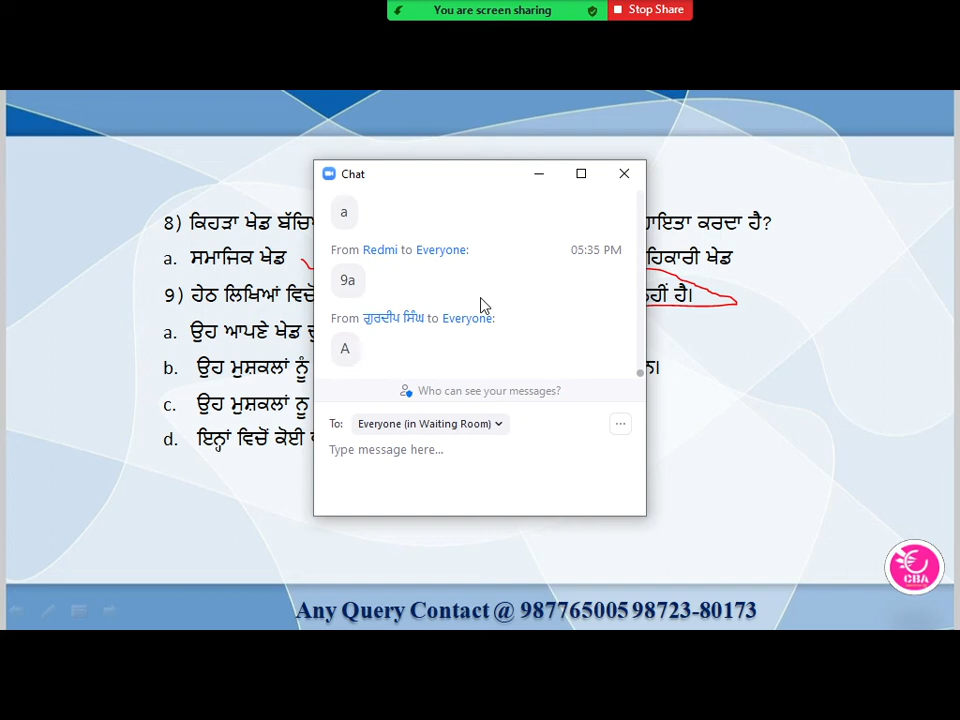 You are screen sharing
Stop Share
Chat
a
From Redmi to Everyone:
05:35 PM
9a
From ਗੁਰਦੀਪ ਸਿੰਘ to Everyone:
A
Who can see your messages?
To: Everyone (in Waiting Room)
Type message here...
8) ਕਿਹੜਾ ਖੇਡ ਕਰਦਾ ਹੈ?
a. ਸਮਾਜਿਕ ਖੇਡ ਖੇਡ
9) ਹੇਠ ਲਿਖਿਆਂ ਵਿਚੋਂ ਹੈ।
a. ਉਹ ਆਪਣੇ ਖੇਡ
b. ਉਹ ਮੁਸ਼ਕਲਾਂ ਨੂੰ
c. ਉਹ ਮੁਸ਼ਕਲਾਂ ਨੂ
d. ਇਨ੍ਹਾਂ ਵਿਚੋਂ ਕੋਈ
CBA
Any Query Contact @ 9877650059 8723-80173